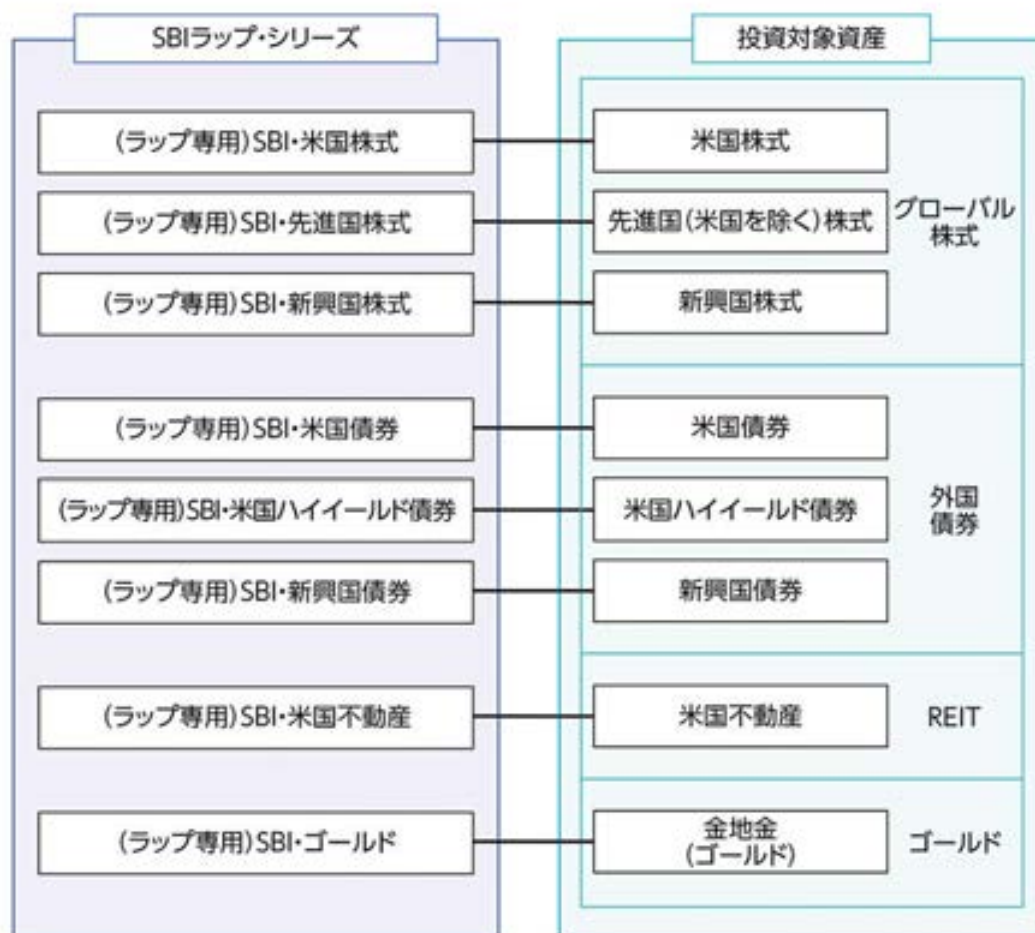 SBIラップ・シリーズ
投資対象資産
(ラップ専用)SBI・米国株式
米国株式
(ラップ専用)SBI・先進国株式
先進国(米国を除く)株式
グローバル
株式
(ラップ専用)SBI・新興国株式
新興国株式
(ラップ専用)SBI・米国債券
米国債券
(ラップ専用)SBI・米国ハイイールド債券
米国ハイイールド債券
外国
債券
(ラップ専用)SBI・新興国債券
新興国債券
(ラップ専用)SBI・米国不動産
米国不動産
REIT
(ラップ専用)SBI・ゴールド
金地金
(ゴールド)
ゴールド